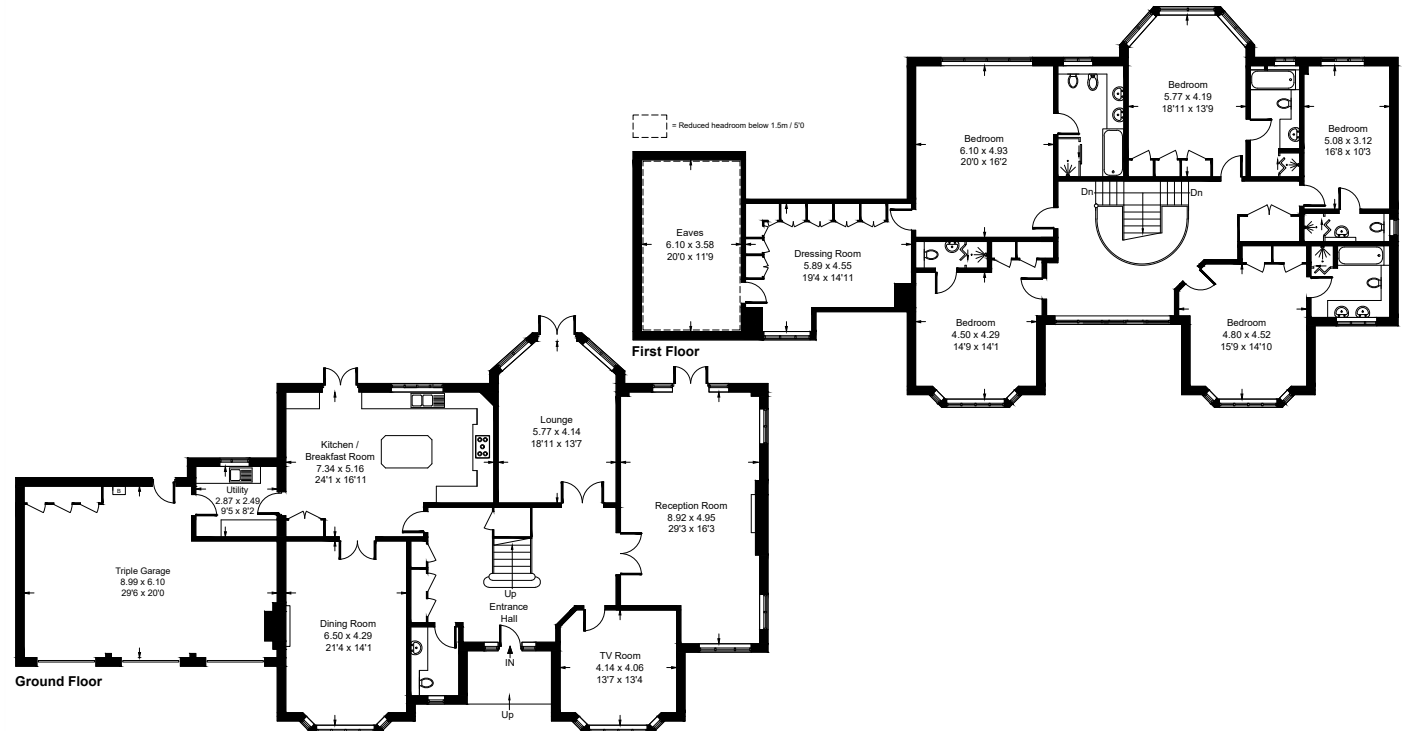 = Reduced headroom below 1.5m / 5'0
Bedroom
6.10 x 4.93
20'0 x 16'2
Bedroom
5.77 x 4.19
18'11 x 13'9
Bedroom
5.08 x 3.12
16'8 x 10'3
Dn
Dn
Eaves
6.10 x 3.58
20'0 x 11'9
Dressing Room
5.89 x 4.55
19'4 x 14'11
Bedroom
4.50 x 4.29
14'9 x 14'1
Bedroom
4.80 x 4.52
15'9 x 14'10
First Floor
Lounge
5.77 x 4.14
18'11 x 13'7
Kitchen /
Breakfast Room
7.34 x 5.16
24'1 x 16'11
Utility
2.87 x 2.49
9'5 x 8'2
B
Reception Room
8.92 x 4.95
29'3 x 16'3
Triple Garage
8.99 x 6.10
29'6 x 20'0
Up
Entrance
Hall
Dining Room
6.50 x 4.29
21'4 x 14'1
IN
TV Room
4.14 x 4.06
13'7 x 13'4
Up
Ground Floor